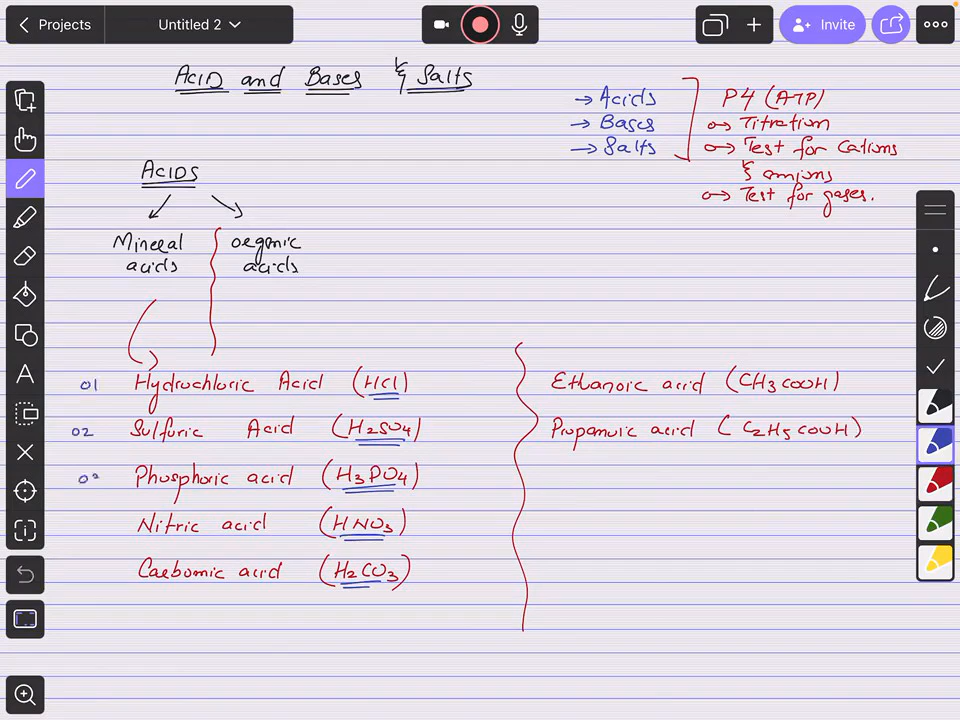 Projects
Untitled 2
Invite
Acid and Bases & Salts
→ Acids
→ Bases
→ Salts
P4 (ATP)
Titration
Test for Cations
& anions
Test for gases.
Acids
Mineral
acids
organic
acids
01 Hydrochloric Acid (HCl)
02 Sulfuric Acid (H2SO4)
Phosphoric acid (H3PO4)
Nitric acid (HNO3)
Carbonic acid (H2CO3)
Ethanoic acid (CH3COOH)
Propanoic acid (C2H5COOH)